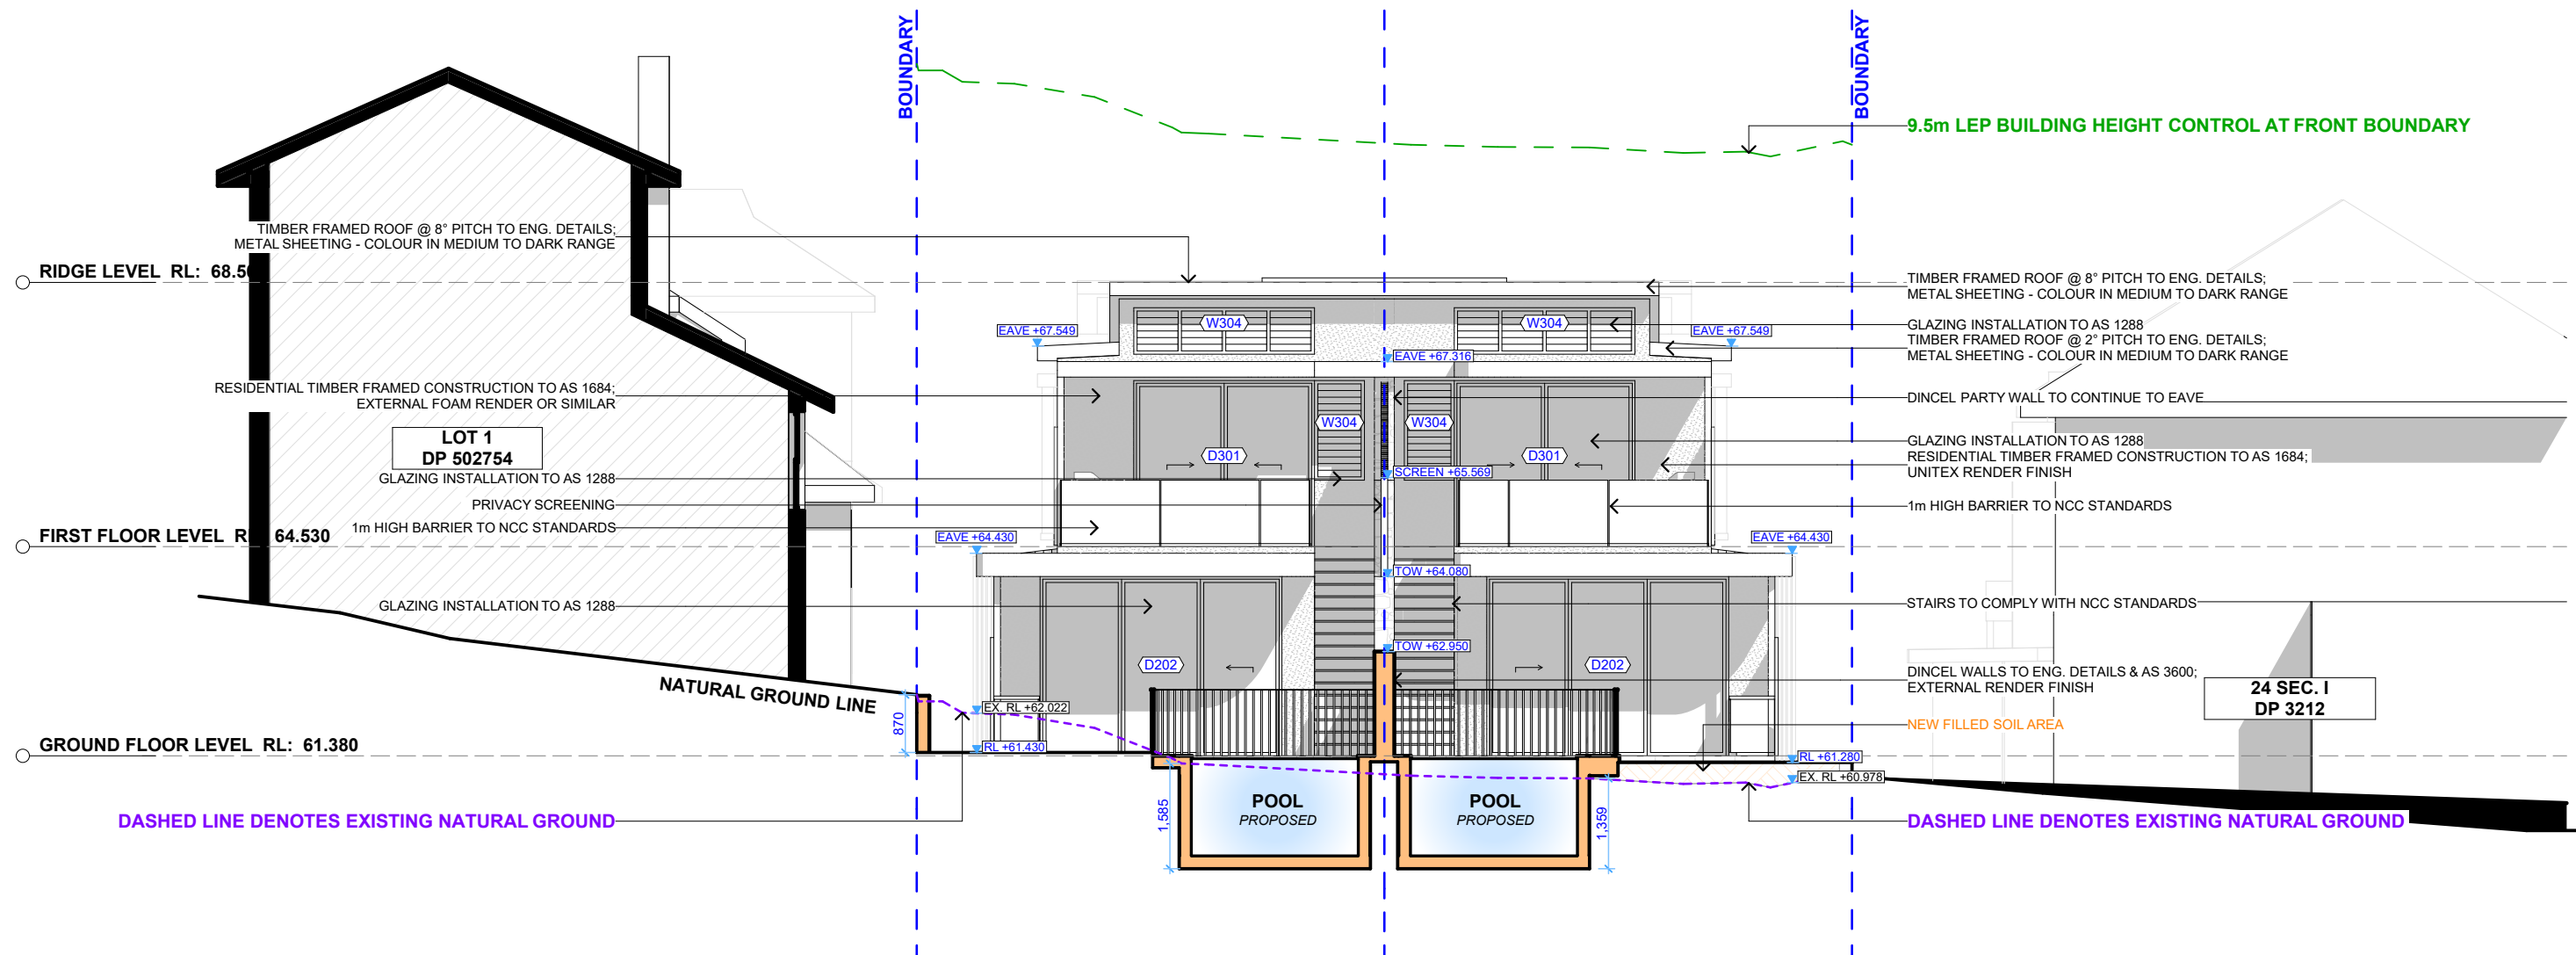 BOUNDARY
BOUNDARY
9.5m LEP BUILDING HEIGHT CONTROL AT FRONT BOUNDARY
TIMBER FRAMED ROOF @ 8° PITCH TO ENG. DETAILS;
METAL SHEETING - COLOUR IN MEDIUM TO DARK RANGE
RIDGE LEVEL RL: 68.5
TIMBER FRAMED ROOF @ 8° PITCH TO ENG. DETAILS;
METAL SHEETING - COLOUR IN MEDIUM TO DARK RANGE
W304
W304
GLAZING INSTALLATION TO AS 1288
EAVE +67.549
EAVE +67.549
TIMBER FRAMED ROOF @ 2° PITCH TO ENG. DETAILS;
METAL SHEETING - COLOUR IN MEDIUM TO DARK RANGE
EAVE +67.316
RESIDENTIAL TIMBER FRAMED CONSTRUCTION TO AS 1684;
EXTERNAL FOAM RENDER OR SIMILAR
DINCEL PARTY WALL TO CONTINUE TO EAVE
W304
W304
LOT 1
DP 502754
GLAZING INSTALLATION TO AS 1288
D301
D301
RESIDENTIAL TIMBER FRAMED CONSTRUCTION TO AS 1684;
UNITEX RENDER FINISH
SCREEN +65.569
GLAZING INSTALLATION TO AS 1288
PRIVACY SCREENING
1m HIGH BARRIER TO NCC STANDARDS
1m HIGH BARRIER TO NCC STANDARDS
FIRST FLOOR LEVEL R 64.530
EAVE +64.430
EAVE +64.430
TOW +64.080
GLAZING INSTALLATION TO AS 1288
STAIRS TO COMPLY WITH NCC STANDARDS
TOW +62.950
D202
D202
DINCEL WALLS TO ENG. DETAILS & AS 3600;
EXTERNAL RENDER FINISH
NATURAL GROUND LINE
24 SEC. I
DP 3212
870
EX. RL +62.022
NEW FILLED SOIL AREA
GROUND FLOOR LEVEL RL: 61.380
RL +61.430
RL +61.280
EX. RL +60.978
POOL
PROPOSED
POOL
PROPOSED
1,585
1,359
DASHED LINE DENOTES EXISTING NATURAL GROUND
DASHED LINE DENOTES EXISTING NATURAL GROUND